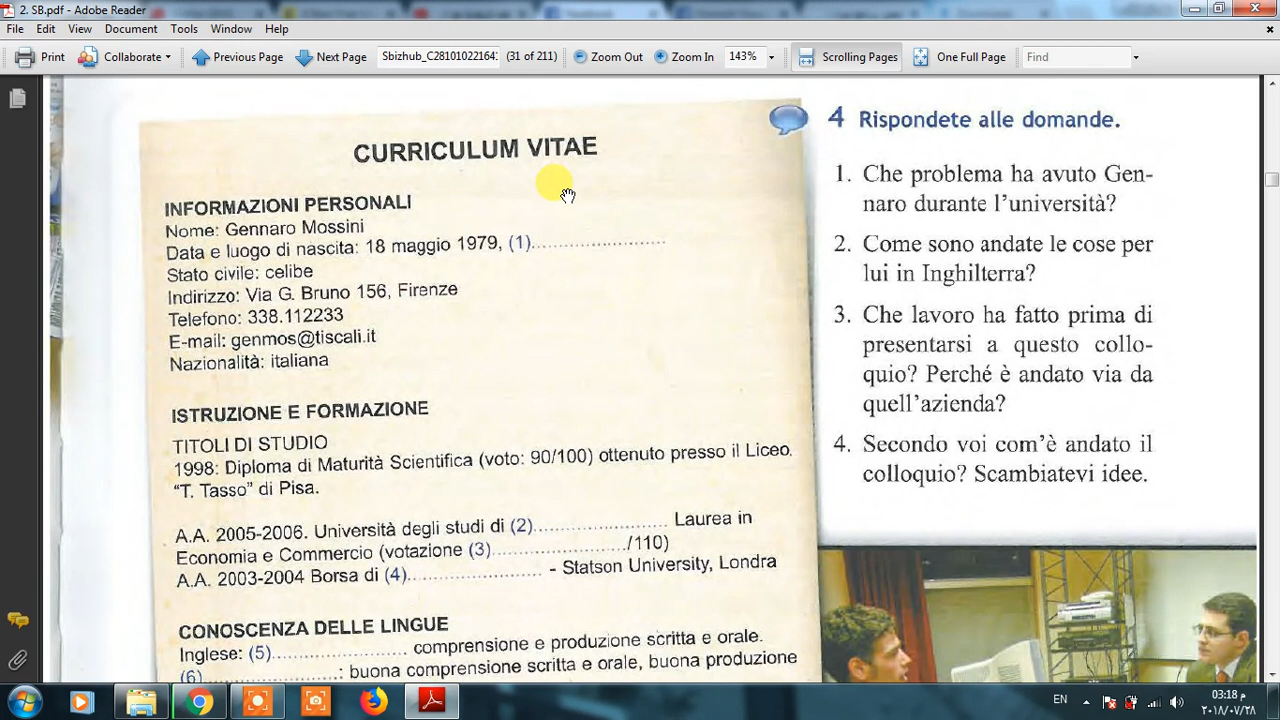 2. SB.pdf - Adobe Reader
File Edit View Document Tools Window Help
Print Collaborate Previous Page Next Page Sbizhub_C28101022164 (31 of 211) Zoom Out Zoom In 143% Scrolling Pages One Full Page Find
CURRICULUM VITAE
INFORMAZIONI PERSONALI
Nome: Gennaro Mossini
Data e luogo di nascita: 18 maggio 1979, (1)..............................
Stato civile: celibe
Indirizzo: Via G. Bruno 156, Firenze
Telefono: 338.112233
E-mail: genmos@tiscali.it
Nazionalità: italiana
ISTRUZIONE E FORMAZIONE
TITOLI DI STUDIO
1998: Diploma di Maturità Scientifica (voto: 90/100) ottenuto presso il Liceo.
"T. Tasso" di Pisa.
A.A. 2005-2006. Università degli studi di (2).............................. Laurea in
Economia e Commercio (votazione (3)............................../110)
A.A. 2003-2004 Borsa di (4).............................. - Statson University, Londra
CONOSCENZA DELLE LINGUE
Inglese: (5).............................. comprensione e produzione scritta e orale.
(6)..............................: buona comprensione scritta e orale, buona produzione
4 Rispondete alle domande.
1. Che problema ha avuto Gen-
naro durante l'università?
2. Come sono andate le cose per
lui in Inghilterra?
3. Che lavoro ha fatto prima di
presentarsi a questo collo-
quio? Perché è andato via da
quell'azienda?
4. Secondo voi com'è andato il
colloquio? Scambiatevi idee.
EN
03:18 م
٢٠١٨/٠٧/٢٨